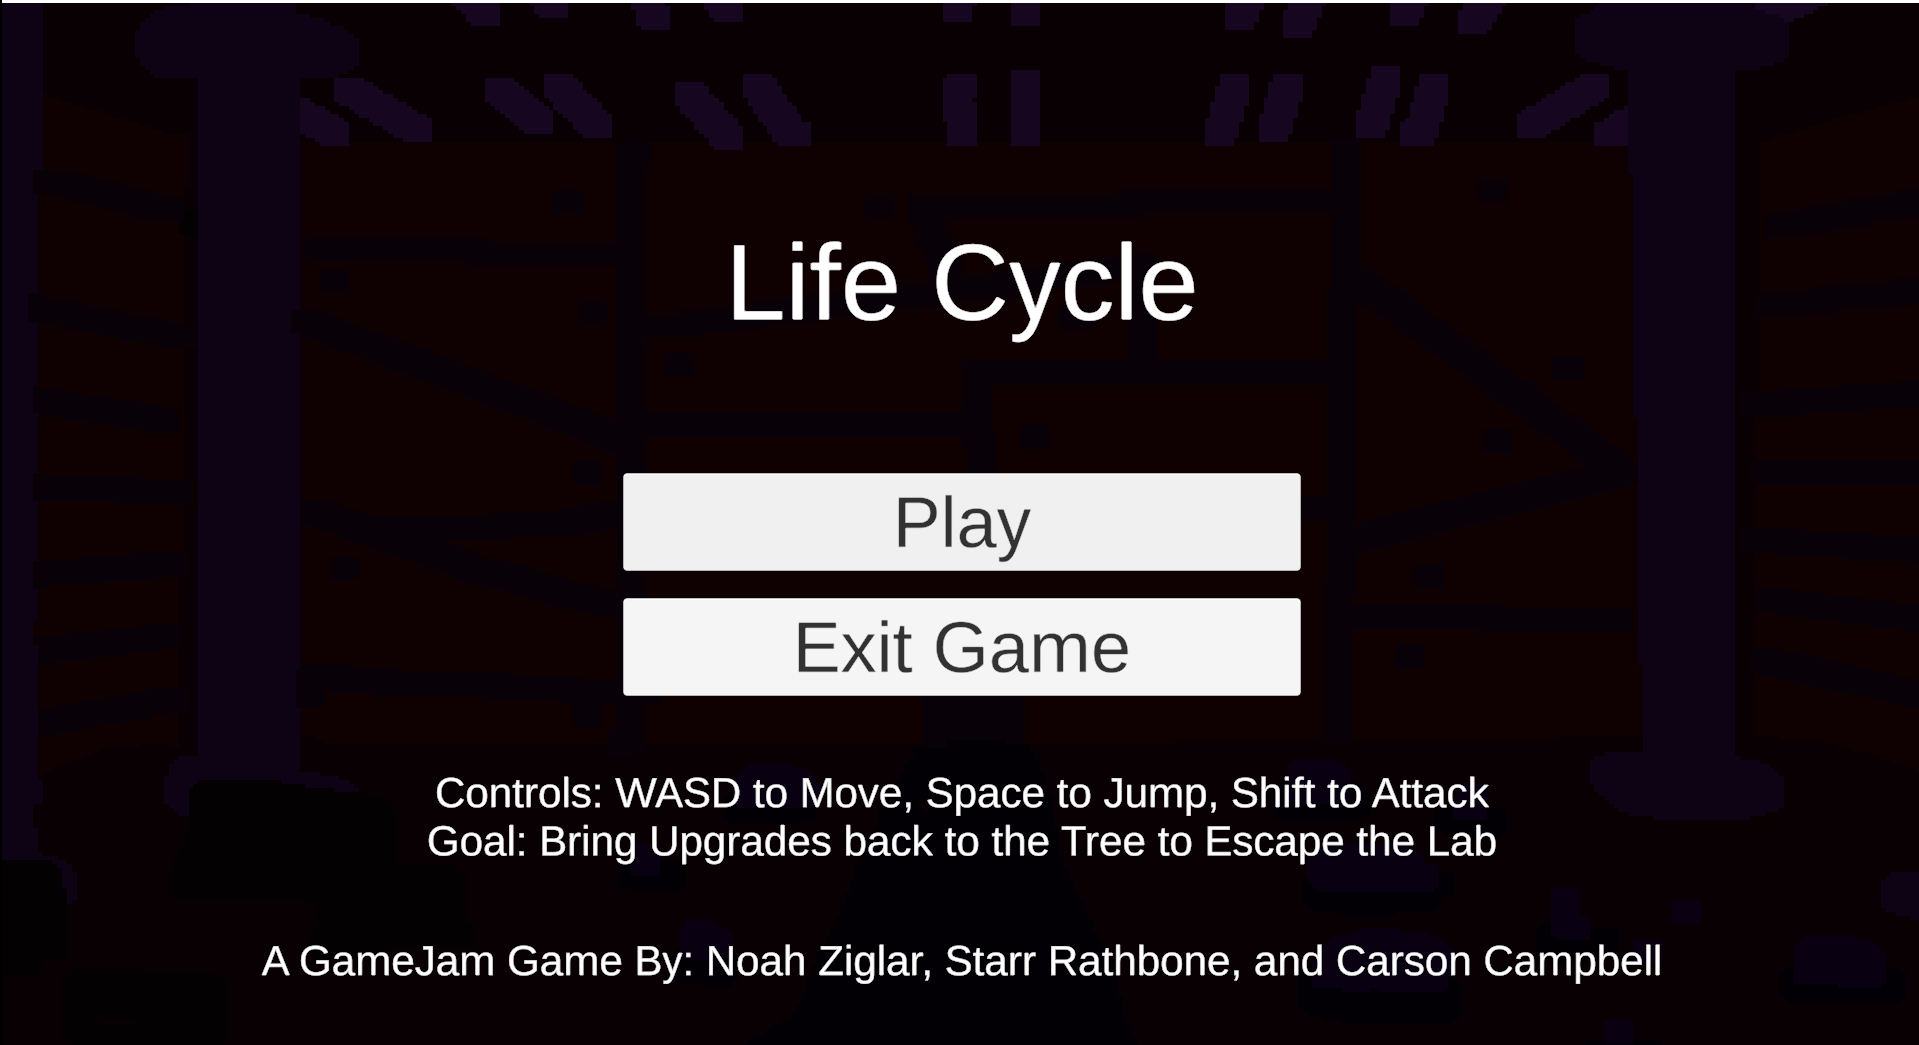 Life Cycle
Play
Exit Game
Controls: WASD to Move, Space to Jump, Shift to Attack
Goal: Bring Upgrades back to the Tree to Escape the Lab
A GameJam Game By: Noah Ziglar, Starr Rathbone, and Carson Campbell